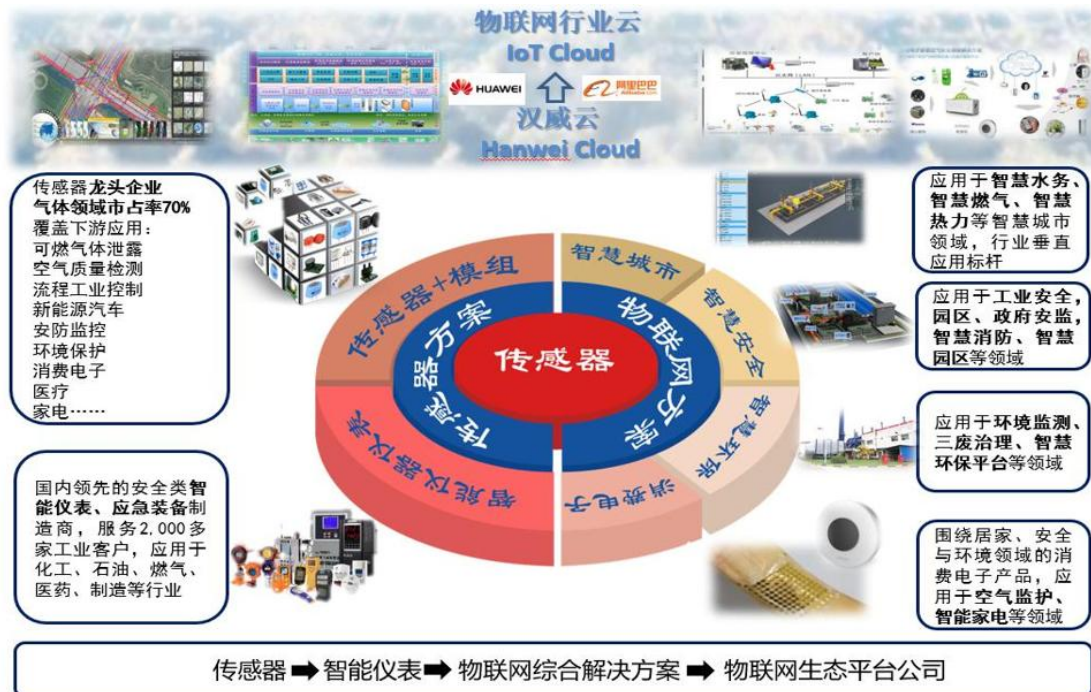 物联网行业云
IoT Cloud
HUAWEI
阿里巴巴
Alibaba.com
汉威云
Hanwei Cloud
传感器龙头企业
气体领域市占率70%
覆盖下游应用：
可燃气体泄露
空气质量检测
流程工业控制
新能源汽车
安防监控
环境保护
消费电子
医疗
家电……
国内领先的安全类智
能仪表、应急装备制
造商，服务2,000多
家工业客户，应用于
化工、石油、燃气、
医药、制造等行业
传感器+模组
智慧城市
智慧安全
智慧环保
消费电子
智能仪器仪表
传感器方案
物联网方案
传感器
应用于智慧水务、
智慧燃气、智慧
热力等智慧城市
领域，行业垂直
应用标杆
应用于工业安全，
园区、政府安监，
智慧消防、智慧
园区等领域
应用于环境监测、
三废治理、智慧
环保平台等领域
围绕居家、安全
与环境领域的消
费电子产品，应
用于空气监护、
智能家电等领域
传感器➡智能仪表➡物联网综合解决方案➡物联网生态平台公司